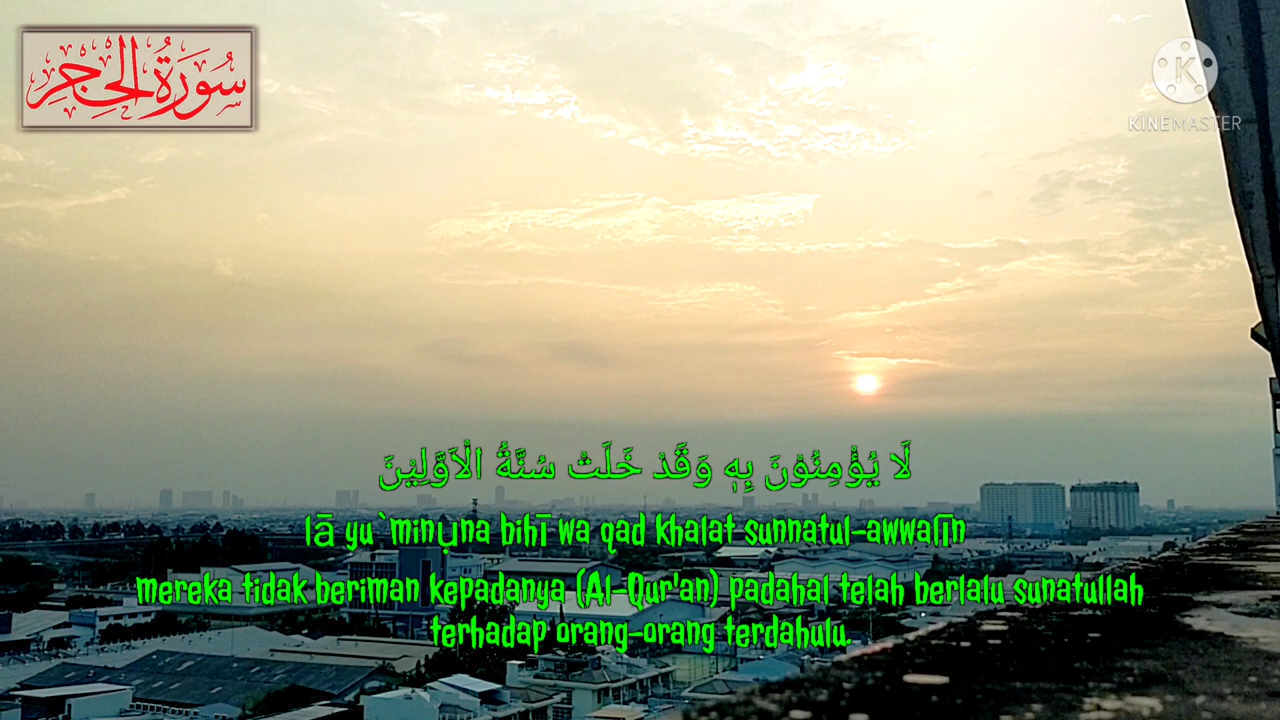 سُورَةُ الحِجْرِ
KINEMASTER
لَا يُؤْمِنُوْنَ بِهٖ وَقَدْ خَلَتْ سُنَّةُ الْاَوَّلِيْنَ
lā yu`minụna bihī wa qad khalat sunnatul-awwalīn
mereka tidak beriman kepadanya (Al-Qur'an) padahal telah berlalu sunatullah
terhadap orang-orang terdahulu.